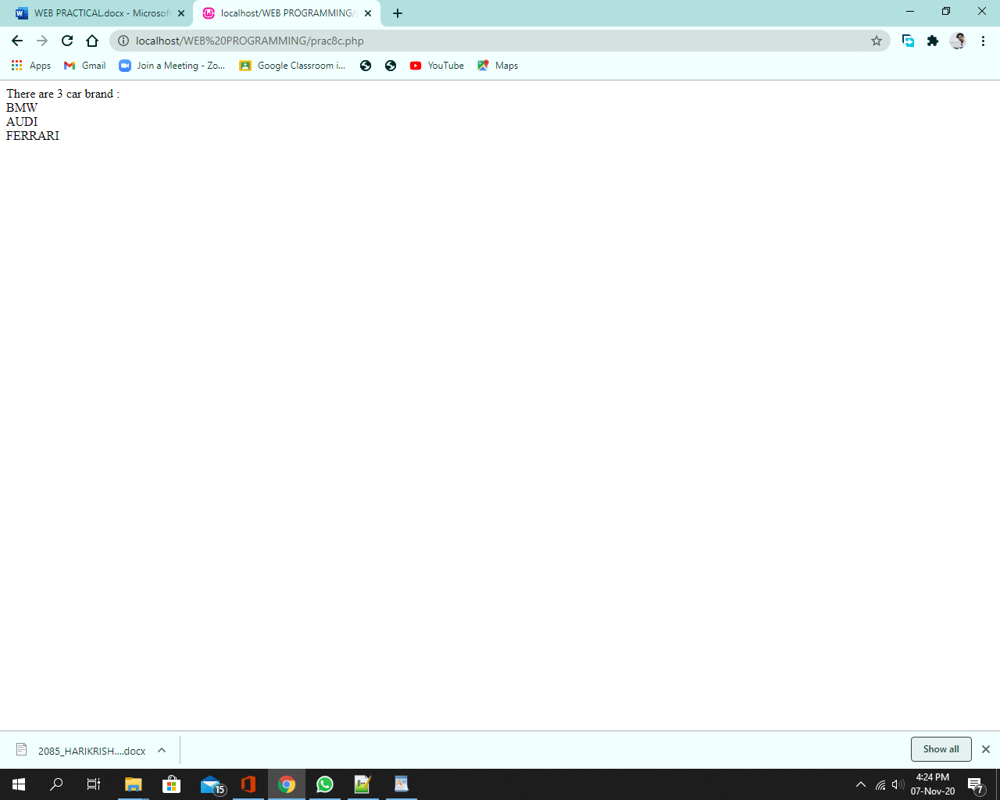 WEB PRACTICAL.docx - Microsof
localhost/WEB PROGRAMMING/
localhost/WEB%20PROGRAMMING/prac8c.php
Apps
Gmail
Join a Meeting - Zo...
Google Classroom i...
YouTube
Maps
There are 3 car brand :
BMW
AUDI
FERRARI
2085_HARIKRISH....docx
Show all
15
4:24 PM
07-Nov-20
7